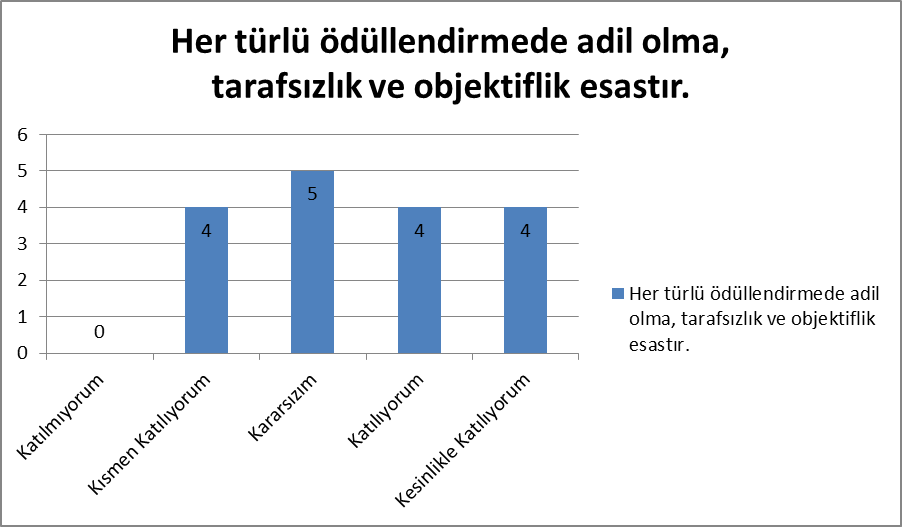 Her türlü ödüllendirmede adil olma,
tarafsızlık ve objektiflik esastır.
6
5
4
3
2
1
0
0
4
5
4
4
Katılmıyorum
Kısmen Katılıyorum
Kararsızım
Katılıyorum
Kesinlikle Katılıyorum
Her türlü ödüllendirmede adil
olma, tarafsızlık ve objektiflik
esastır.